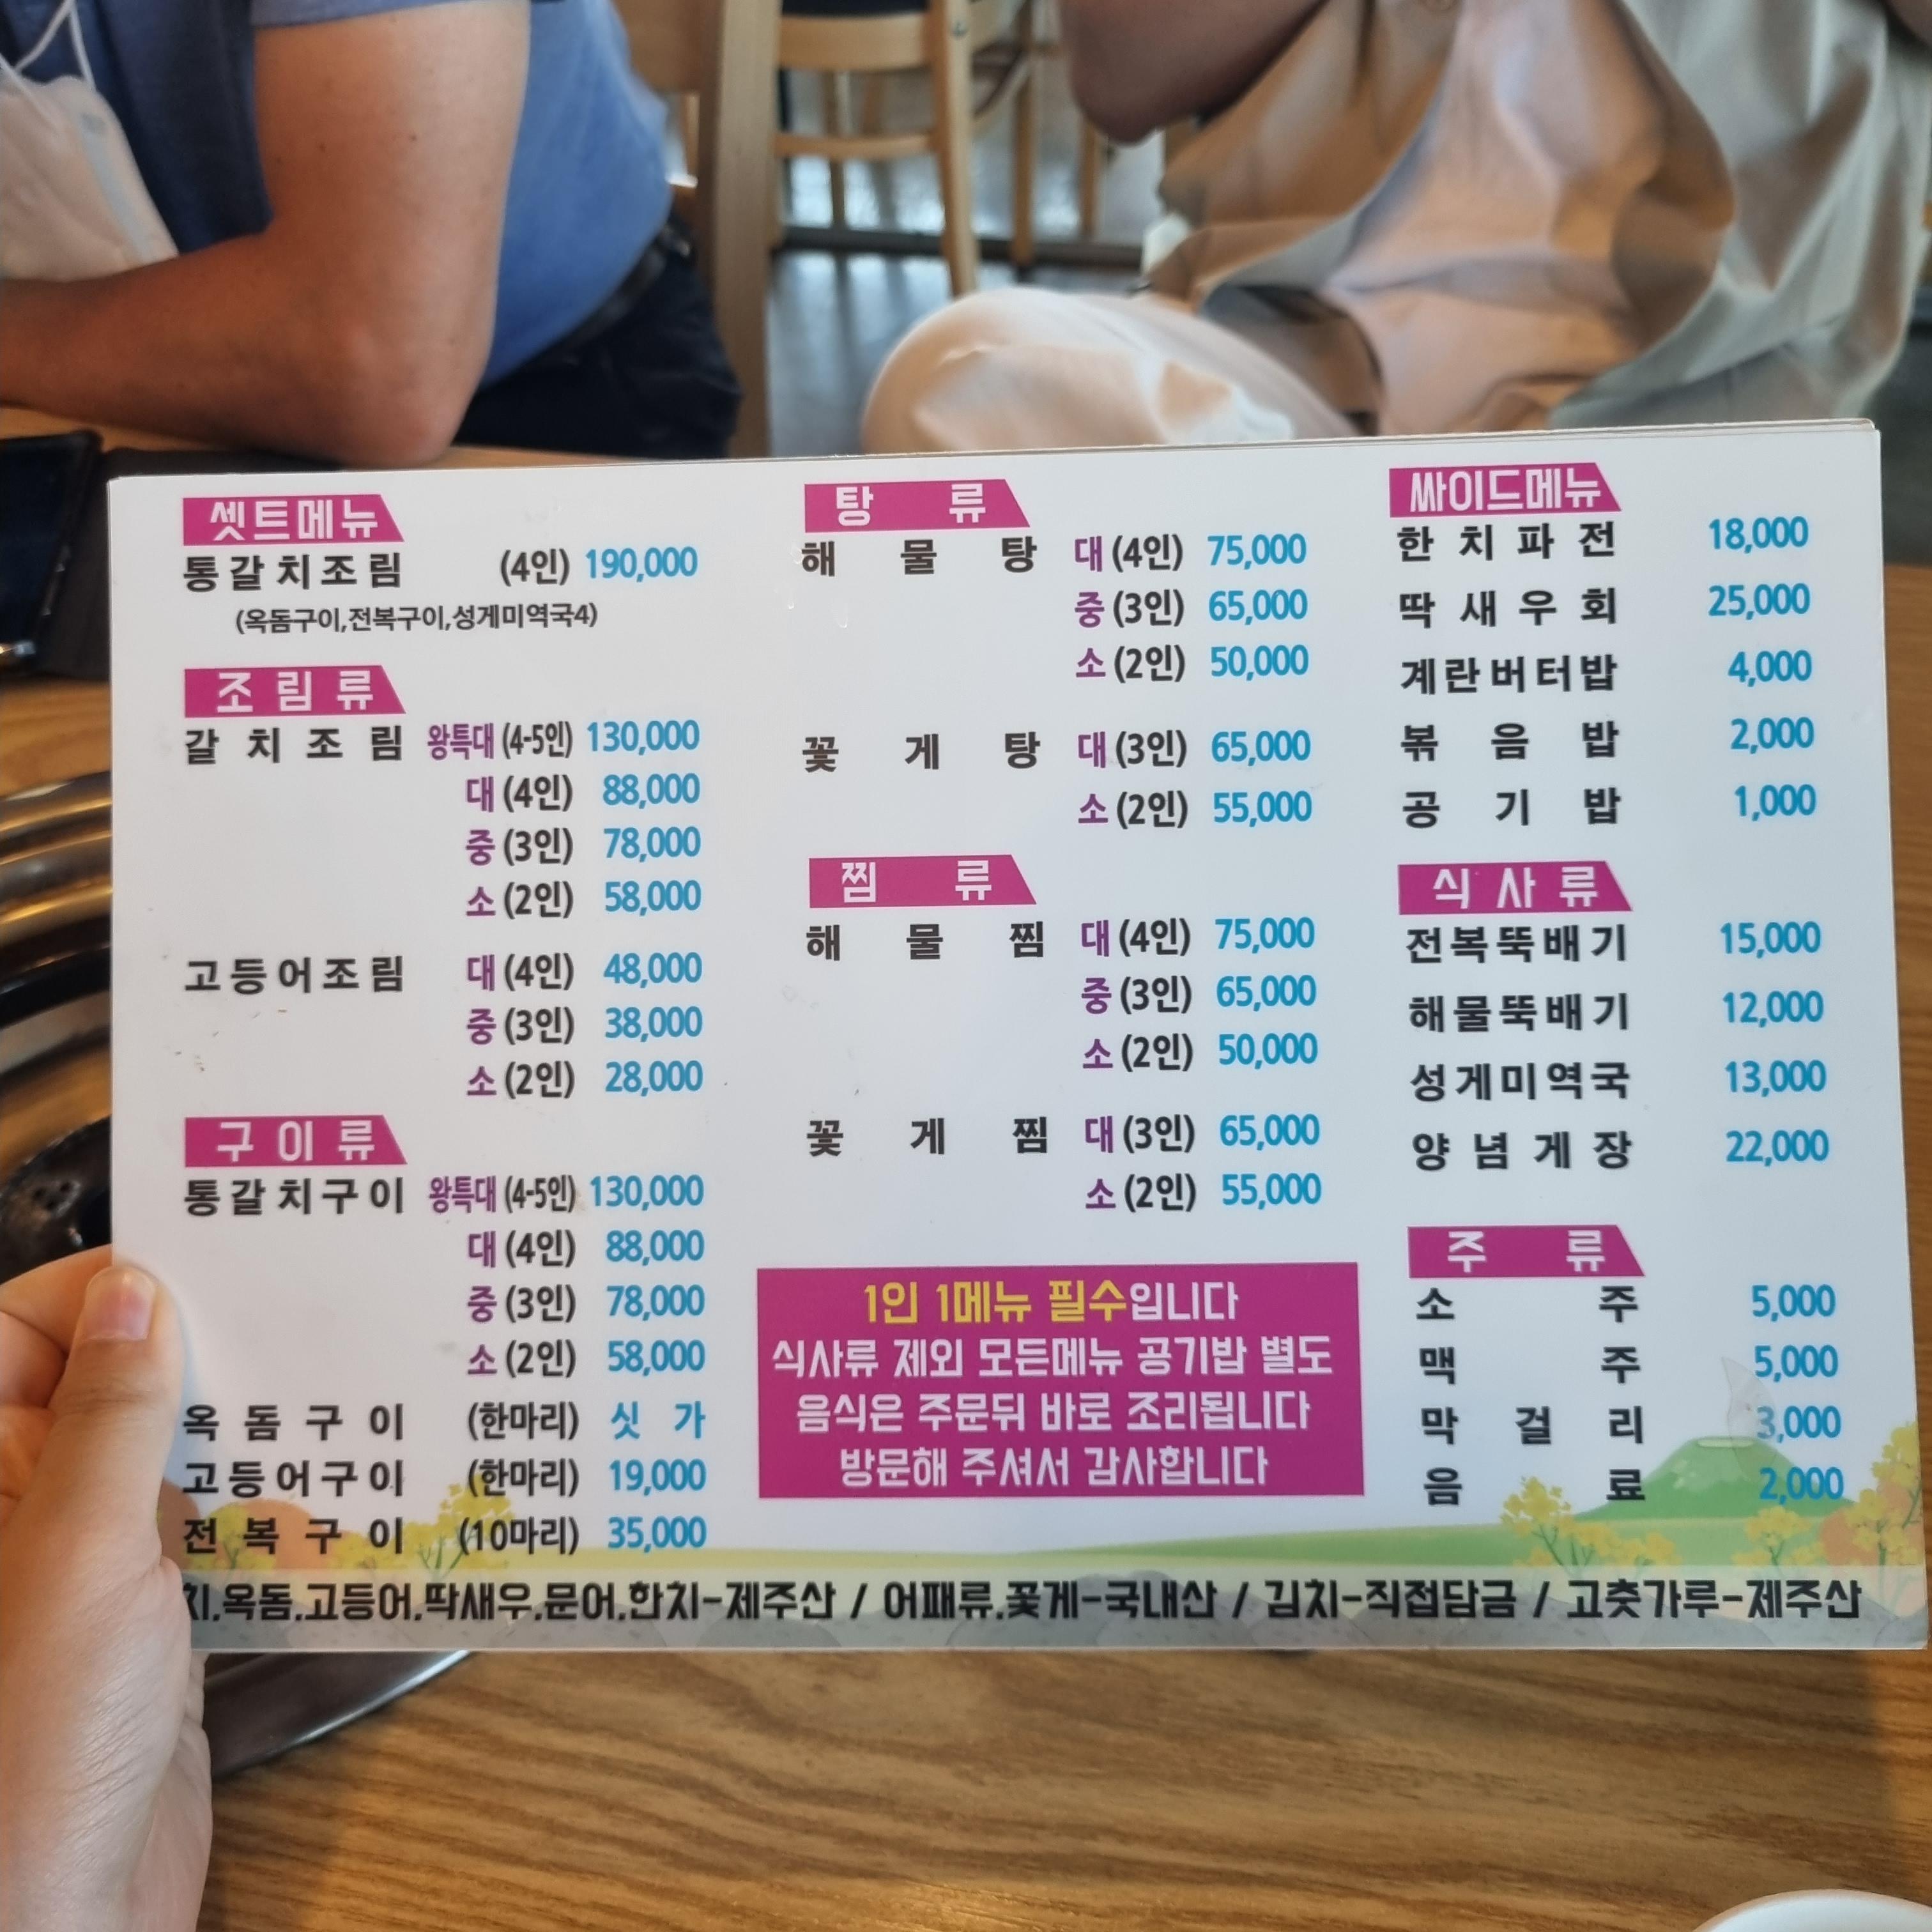 셋트메뉴
통갈치조림 (4인) 190,000
(옥돔구이,전복구이,성게미역국4)
조림류
갈치조림 왕특대 (4-5인) 130,000
대 (4인) 88,000
중 (3인) 78,000
소 (2인) 58,000
고등어조림 대 (4인) 48,000
중 (3인) 38,000
소 (2인) 28,000
구이류
통갈치구이 왕특대 (4-5인) 130,000
대 (4인) 88,000
중 (3인) 78,000
소 (2인) 58,000
옥돔구이 (한마리) 싯가
고등어구이 (한마리) 19,000
전복구이 (10마리) 35,000
탕류
해물탕 대 (4인) 75,000
중 (3인) 65,000
소 (2인) 50,000
꽃게탕 대 (3인) 65,000
소 (2인) 55,000
찜류
해물찜 대 (4인) 75,000
중 (3인) 65,000
소 (2인) 50,000
꽃게찜 대 (3인) 65,000
소 (2인) 55,000
1인 1메뉴 필수입니다
식사류 제외 모든메뉴 공기밥 별도
음식은 주문뒤 바로 조리됩니다
방문해 주셔서 감사합니다
싸이드메뉴
한치파전 18,000
딱새우회 25,000
계란버터밥 4,000
볶음밥 2,000
공기밥 1,000
식사류
전복뚝배기 15,000
해물뚝배기 12,000
성게미역국 13,000
양념게장 22,000
주류
소주 5,000
맥주 5,000
막걸리 3,000
음료 2,000
치.옥돔.고등어.딱새우.문어.한치-제주산 / 어패류.꽃게-국내산 / 김치-직접담금 / 고춧가루-제주산